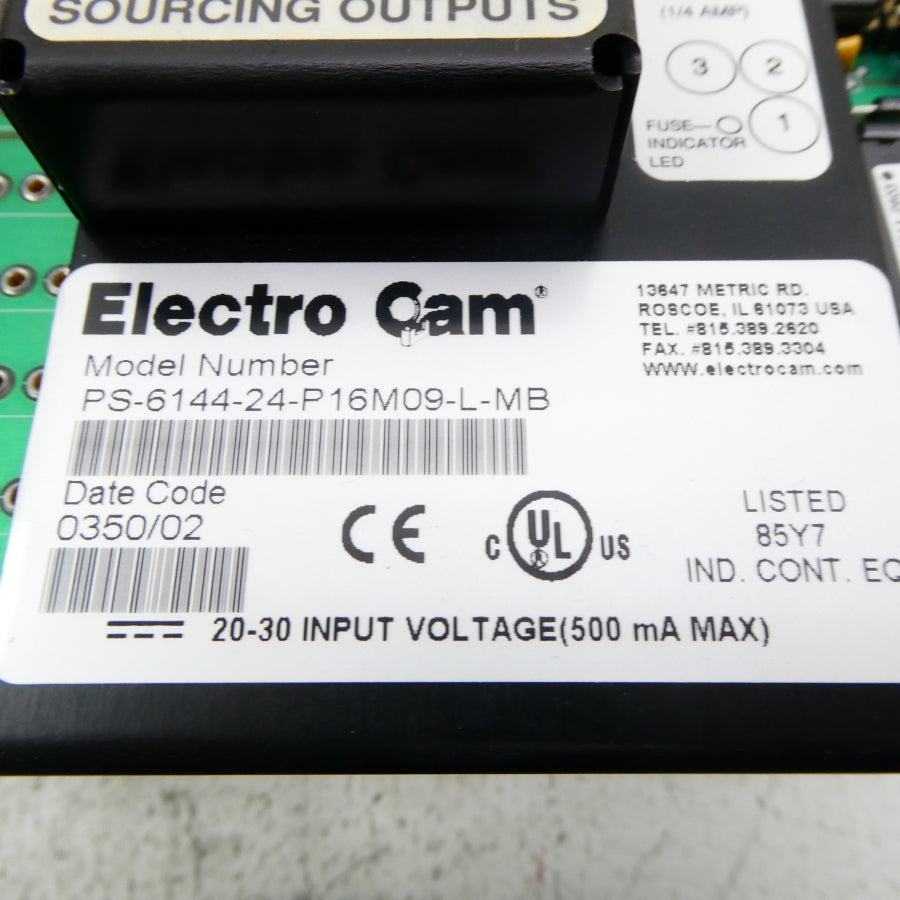 SOURCING OUTPUTS
(1/4 AMP)
3 2
1
FUSE
INDICATOR
LED
Electro Cam®
13647 METRIC RD.
ROSCOE, IL 61073 USA
TEL. #815.389.2620
FAX. #815.389.3304
WWW.electrocam.com
Model Number
PS-6144-24-P16M09-L-MB
Date Code
0350/02
CE
C UL US
LISTED
85Y7
IND. CONT. EQ
20-30 INPUT VOLTAGE(500 mA MAX)